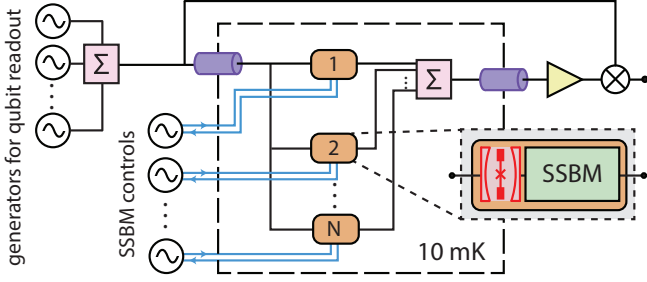 generators for qubit readout
Σ
SSBM controls
1
2
N
Σ
SSBM
10 mK